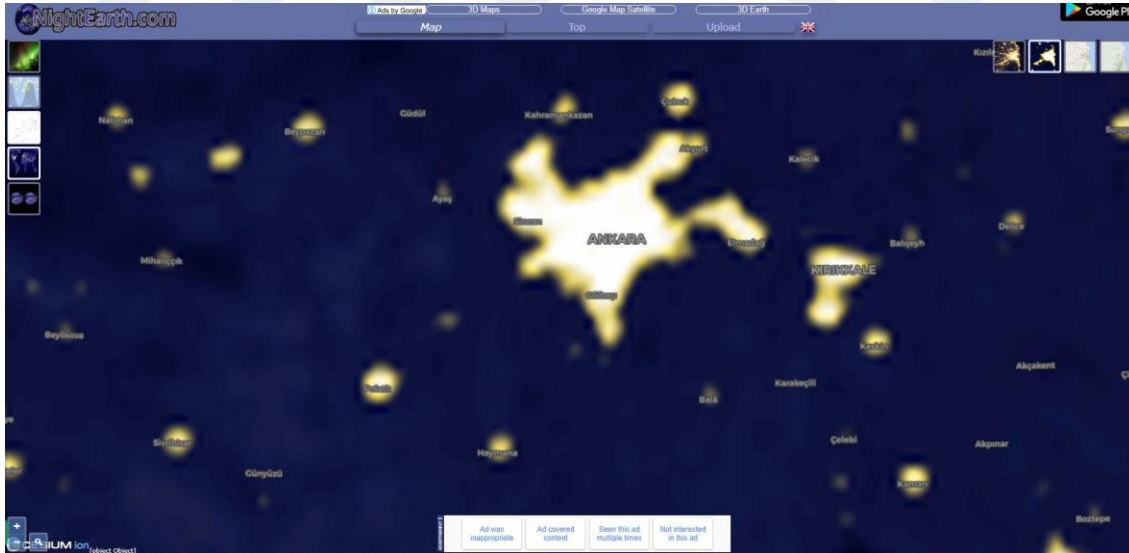 NightEarth.com
Ads by Google
3D Maps
Google Map Satellite
3D Earth
Google Pl
Map
Top
Upload
Nallıhan
Beypazarı
Güdül
Kahramankazan
Çubuk
Akyurt
Kalecik
Ayaş
Sincan
ANKARA
Elmadağ
Balışeyh
Delice
Mihalıççık
KIRIKKALE
Gölbaşı
Beylikova
Keskin
Akçakent
Polatlı
Karakeçili
Balâ
Sivrihisar
Haymana
Çelebi
Akpınar
Günyüzü
Kaman
Boztepe
Ad was inappropriate
Ad covered content
Seen this ad multiple times
Not interested in this ad
CESIUM ion
[object Object]